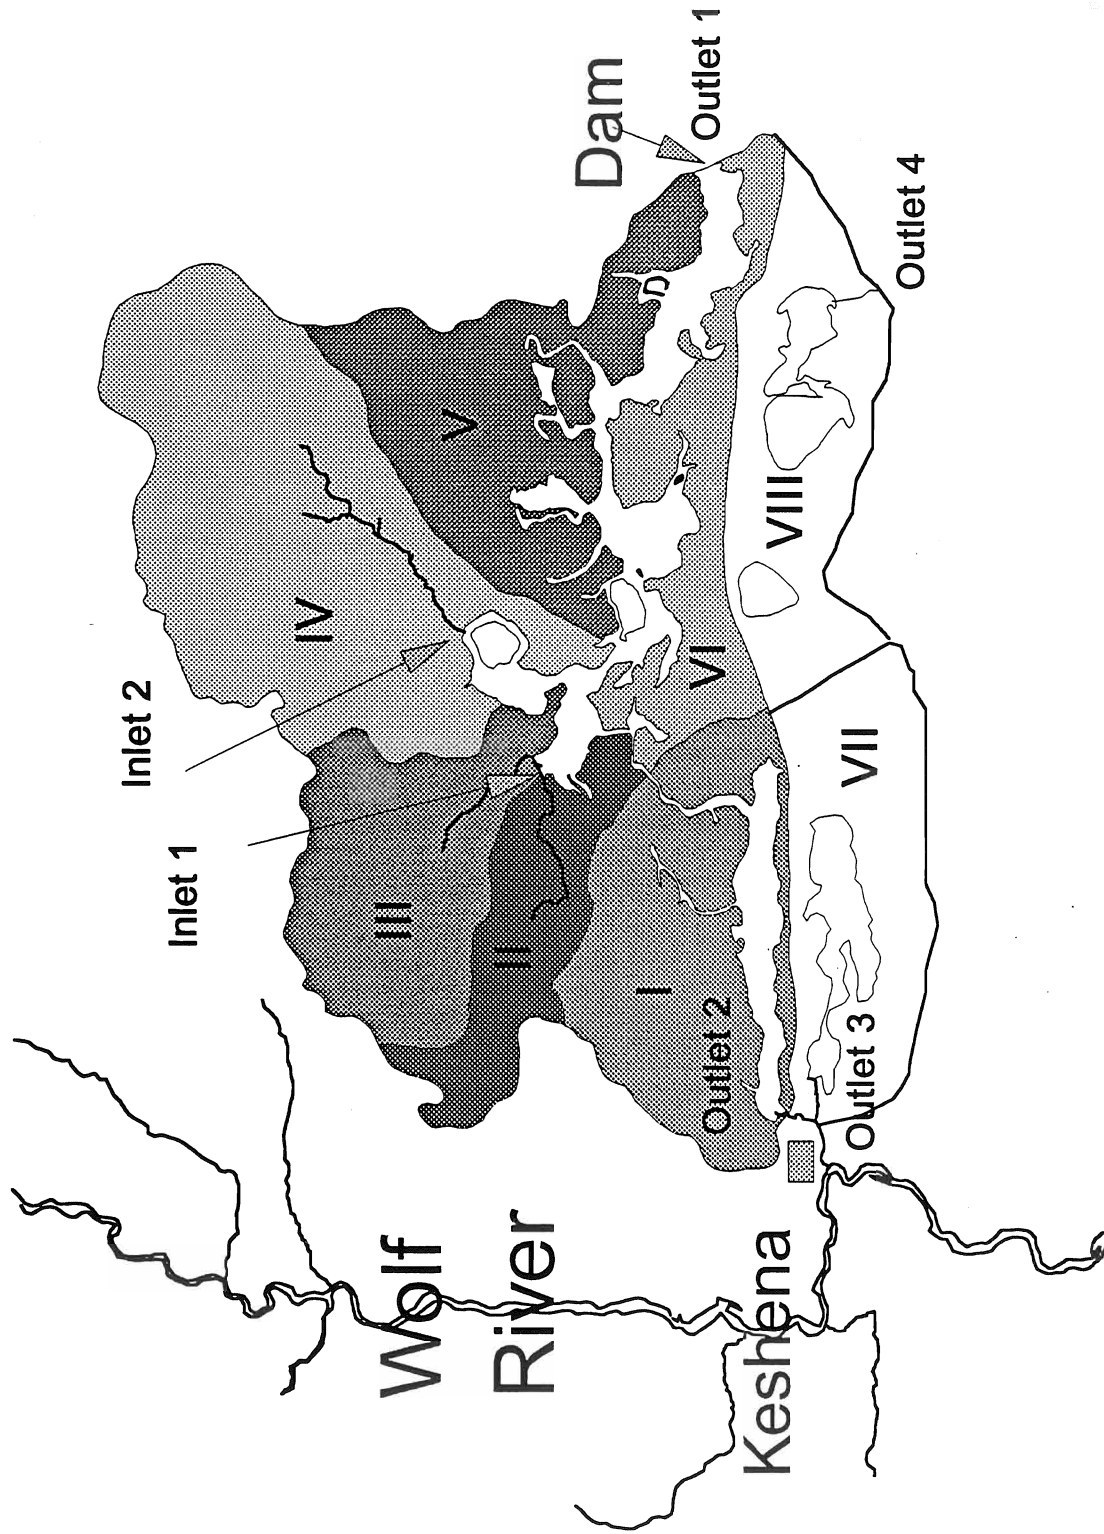 Wolf
River
Keshena
Inlet 1
Inlet 2
III
II
I
IV
V
VI
VII
VIII
Dam
Outlet 1
Outlet 2
Outlet 3
Outlet 4